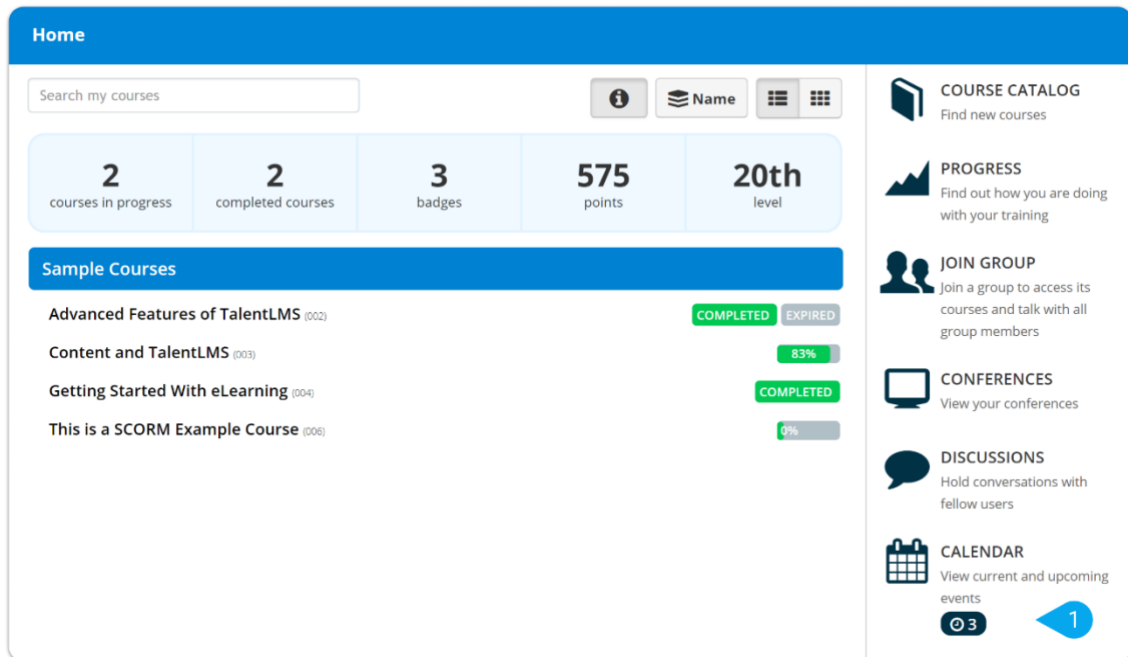 Home
Search my courses
Name
2
courses in progress
2
completed courses
3
badges
575
points
20th
level
Sample Courses
Advanced Features of TalentLMS (002)
COMPLETED EXPIRED
Content and TalentLMS (003)
83%
Getting Started With eLearning (004)
COMPLETED
This is a SCORM Example Course (006)
0%
COURSE CATALOG
Find new courses
PROGRESS
Find out how you are doing
with your training
JOIN GROUP
Join a group to access its
courses and talk with all
group members
CONFERENCES
View your conferences
DISCUSSIONS
Hold conversations with
fellow users
CALENDAR
View current and upcoming
events
3
1